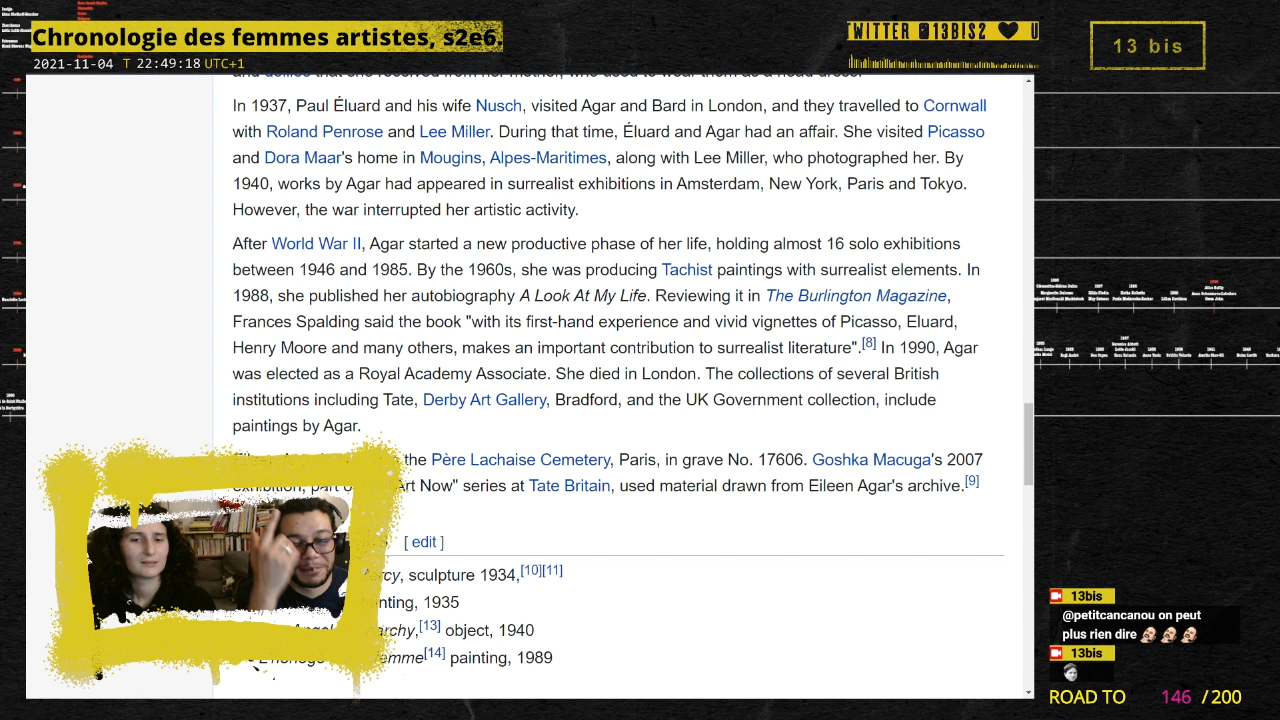 Chronologie des femmes artistes, s2e6
2021-11-04 T 22:49:18 UTC+1
WITTER @13BIS2 U
13 bis
In 1937, Paul Éluard and his wife Nusch, visited Agar and Bard in London, and they travelled to Cornwall
with Roland Penrose and Lee Miller. During that time, Éluard and Agar had an affair. She visited Picasso
and Dora Maar's home in Mougins, Alpes-Maritimes, along with Lee Miller, who photographed her. By
1940, works by Agar had appeared in surrealist exhibitions in Amsterdam, New York, Paris and Tokyo.
However, the war interrupted her artistic activity.
After World War II, Agar started a new productive phase of her life, holding almost 16 solo exhibitions
between 1946 and 1985. By the 1960s, she was producing Tachist paintings with surrealist elements. In
1988, she published her autobiography A Look At My Life. Reviewing it in The Burlington Magazine,
Frances Spalding said the book "with its first-hand experience and vivid vignettes of Picasso, Eluard,
Henry Moore and many others, makes an important contribution to surrealist literature".[8] In 1990, Agar
was elected as a Royal Academy Associate. She died in London. The collections of several British
institutions including Tate, Derby Art Gallery, Bradford, and the UK Government collection, include
paintings by Agar.
the Père Lachaise Cemetery, Paris, in grave No. 17606. Goshka Macuga's 2007
Art Now" series at Tate Britain, used material drawn from Eileen Agar's archive.[9]
[ edit ]
sculpture 1934,[10][11]
1935
[13] object, 1940
[14] painting, 1989
13bis
@petitcancanou on peut
plus rien dire
13bis
ROAD TO 146 /200